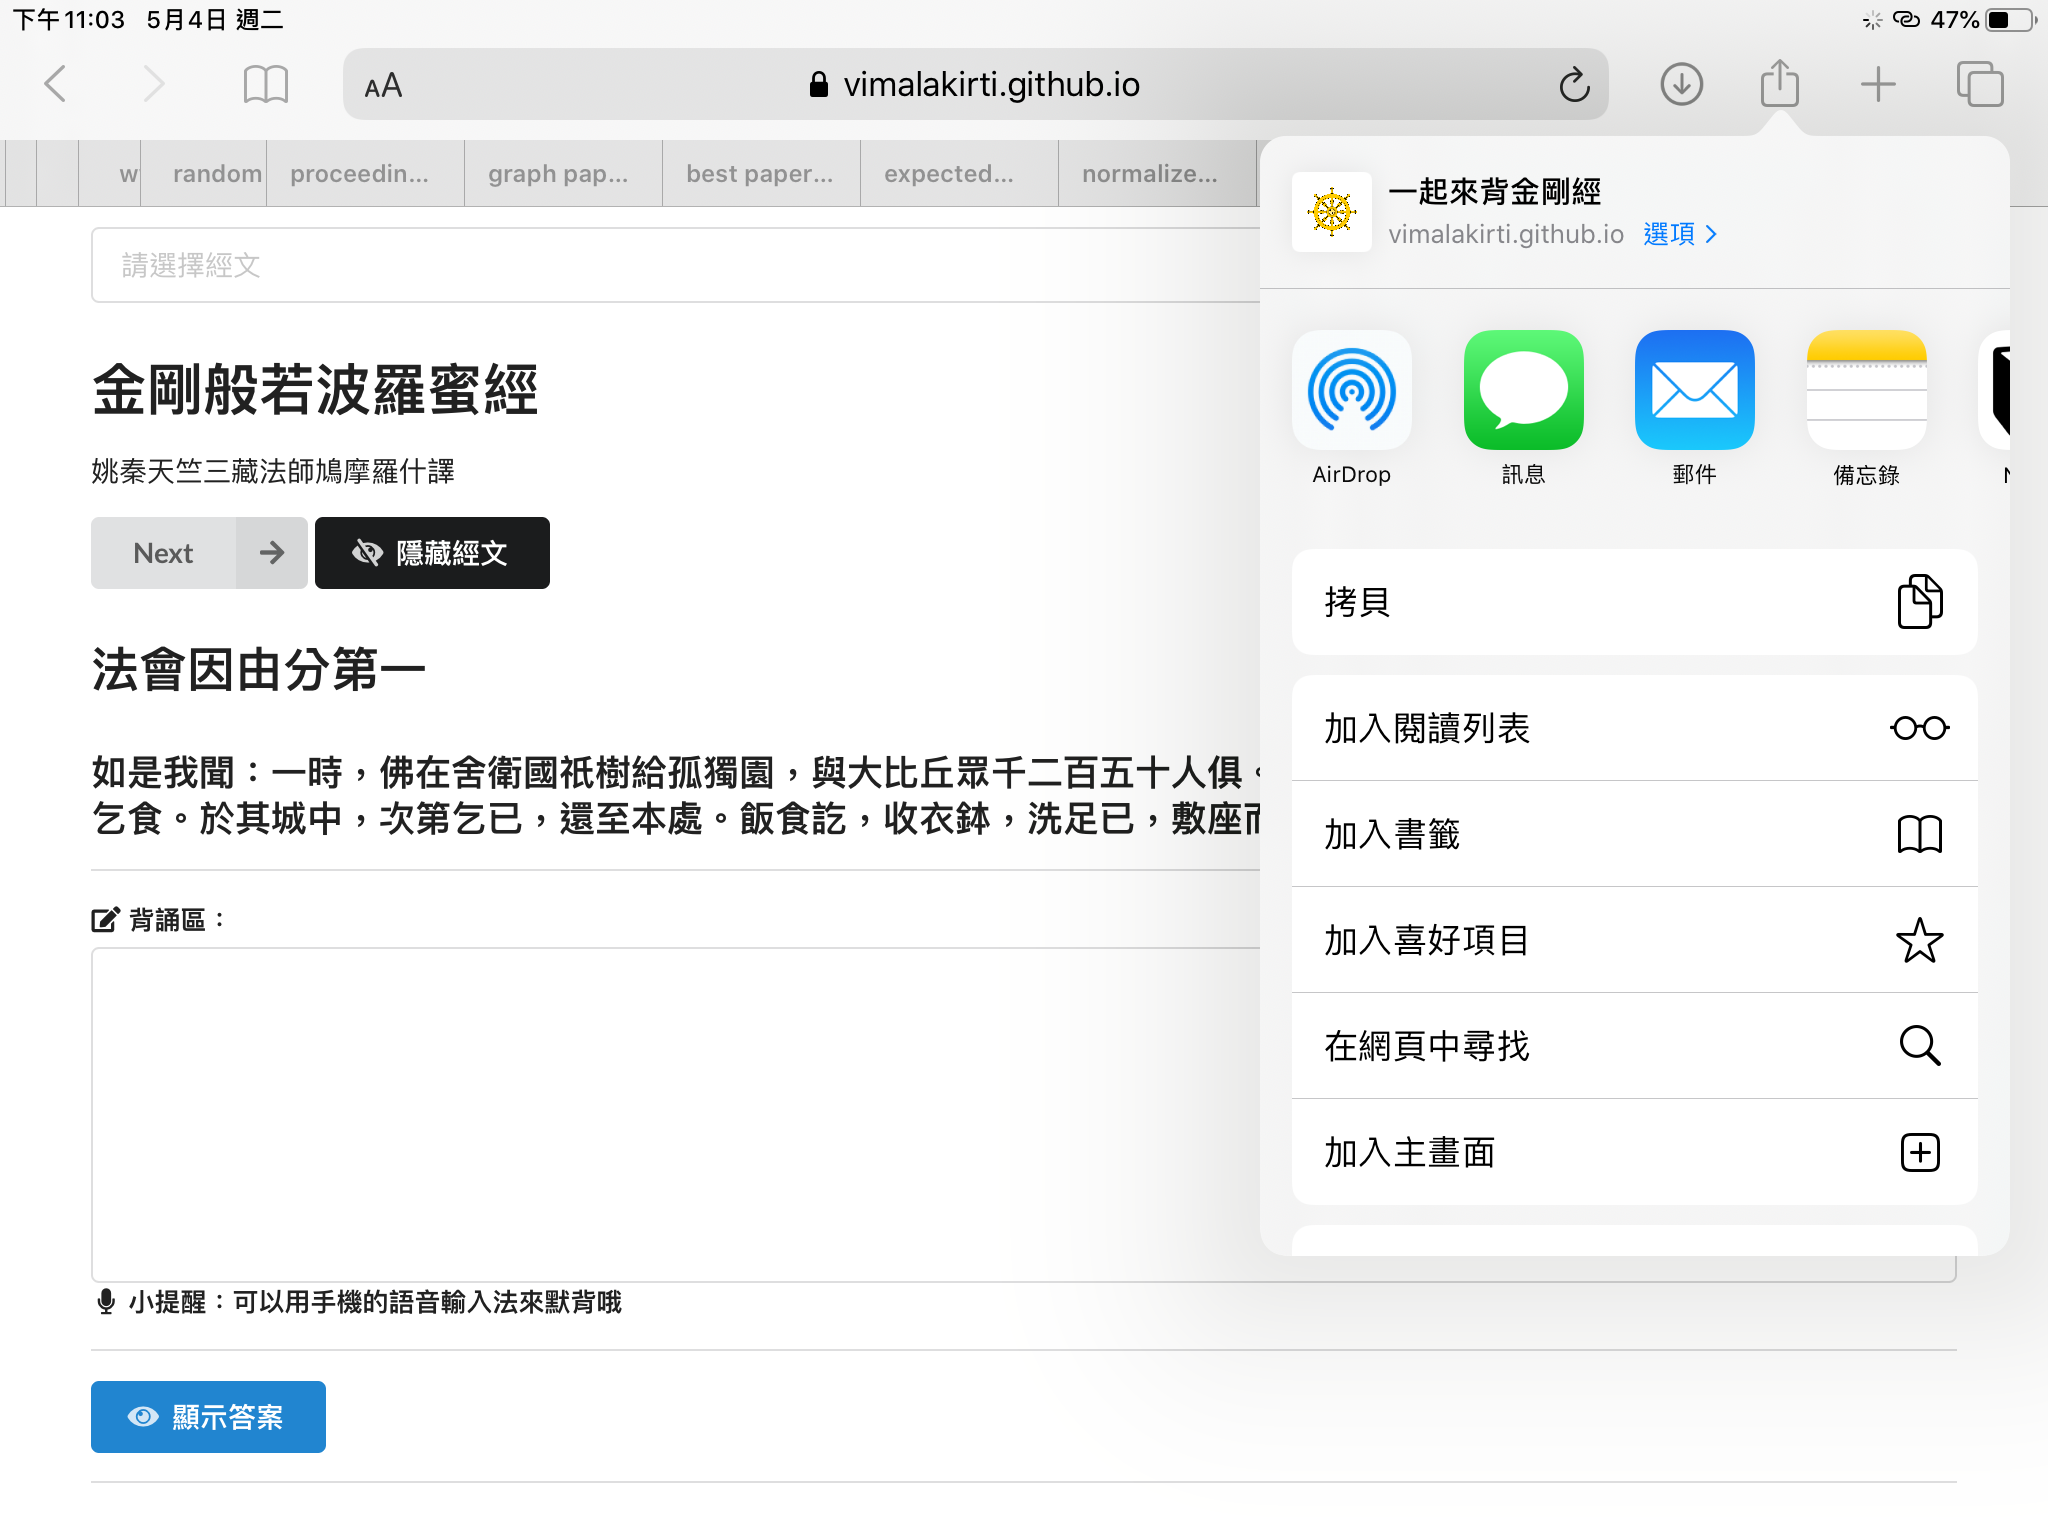 下午11:03 5月4日 週二
47%
AA
vimalakirti.github.io
random
proceedin...
graph pap...
best paper...
expected...
normalize...
一起來背金剛經
vimalakirti.github.io 選項
請選擇經文
AirDrop
訊息
郵件
備忘錄
金剛般若波羅蜜經
姚秦天竺三藏法師鳩摩羅什譯
Next
隱藏經文
拷貝
加入閱讀列表
加入書籤
加入喜好項目
在網頁中尋找
加入主畫面
法會因由分第一
如是我聞：一時，佛在舍衛國祇樹給孤獨園，與大比丘眾千二百五十人俱。
乞食。於其城中，次第乞已，還至本處。飯食訖，收衣鉢，洗足已，敷座
背誦區：
小提醒：可以用手機的語音輸入法來默背哦
顯示答案